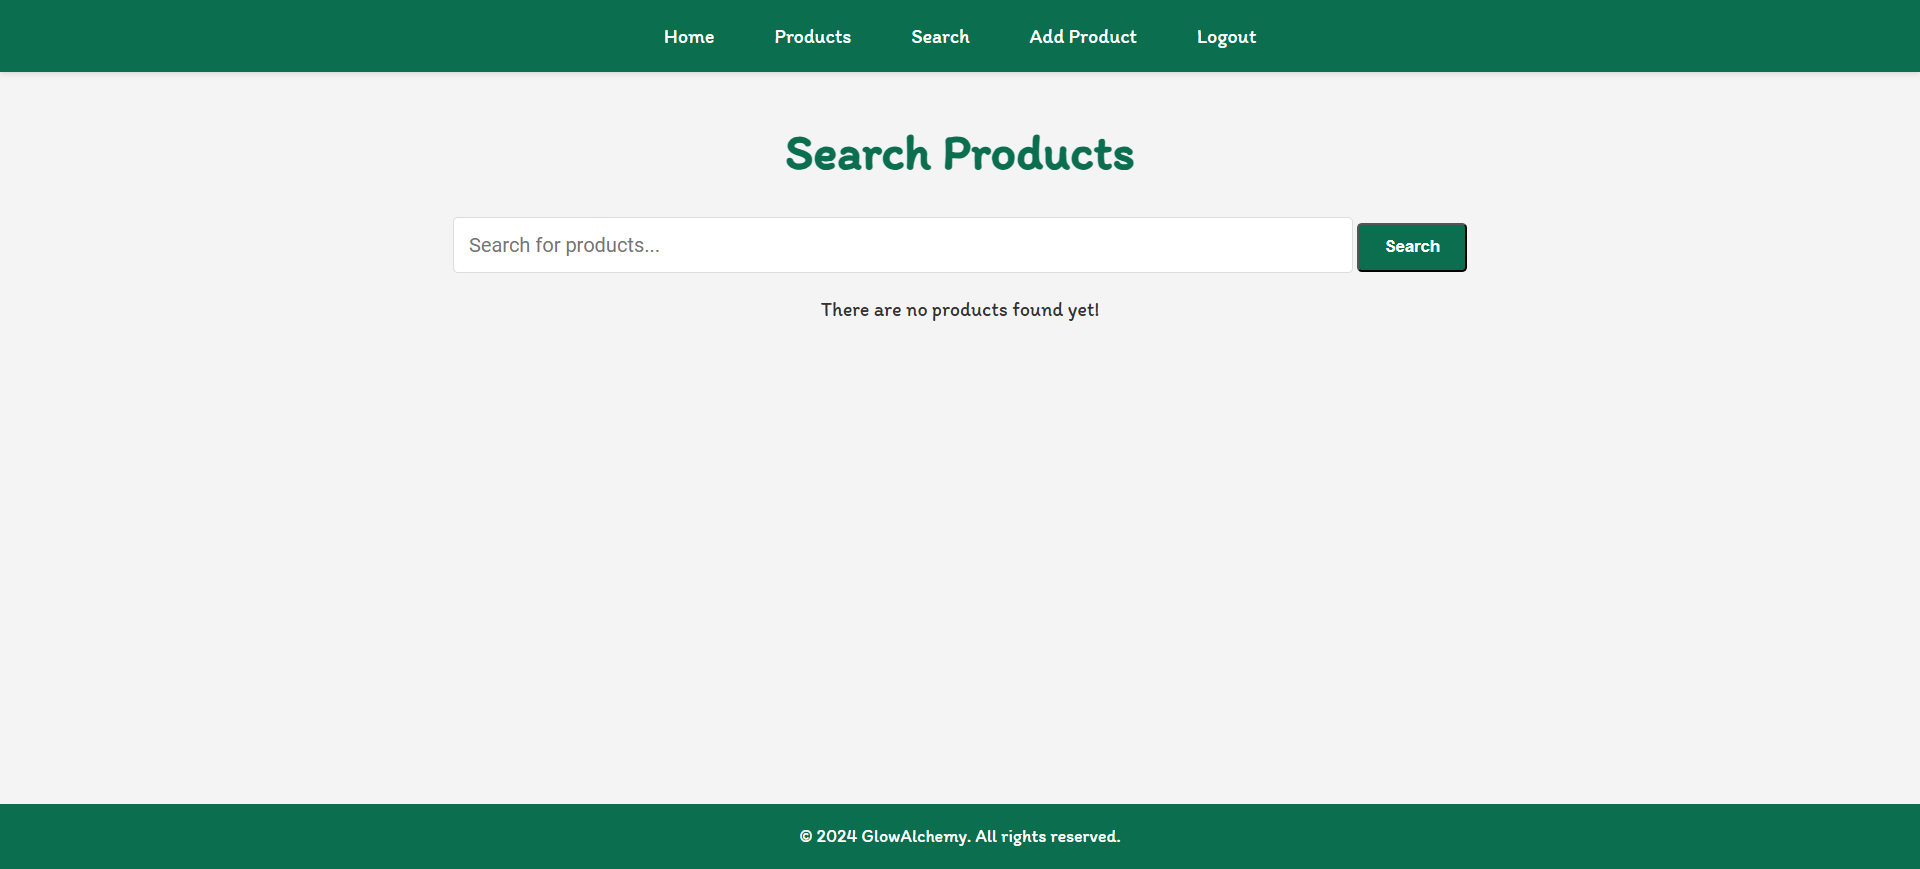 Home Products Search Add Product Logout
Search Products
Search for products... Search
There are no products found yet!
© 2024 GlowAlchemy. All rights reserved.